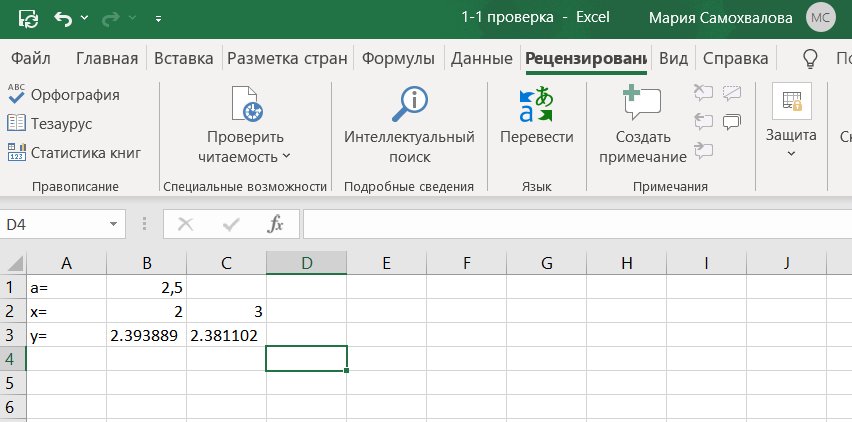 1-1 проверка - Excel
Мария Самохвалова
МС
Файл Главная Вставка Разметка стран Формулы Данные Рецензировани Вид Справка
ABC Орфография
Тезаурус
123 Статистика книг
Правописание
Проверить
читаемость
Специальные возможности
Интеллектуальный
поиск
Подробные сведения
Перевести
Язык
Создать
примечание
Примечания
Защита
D4 fx
A B C D E F G H I J
1 a= 2,5
2 x= 2 3
3 y= 2.393889 2.381102
4
5
6